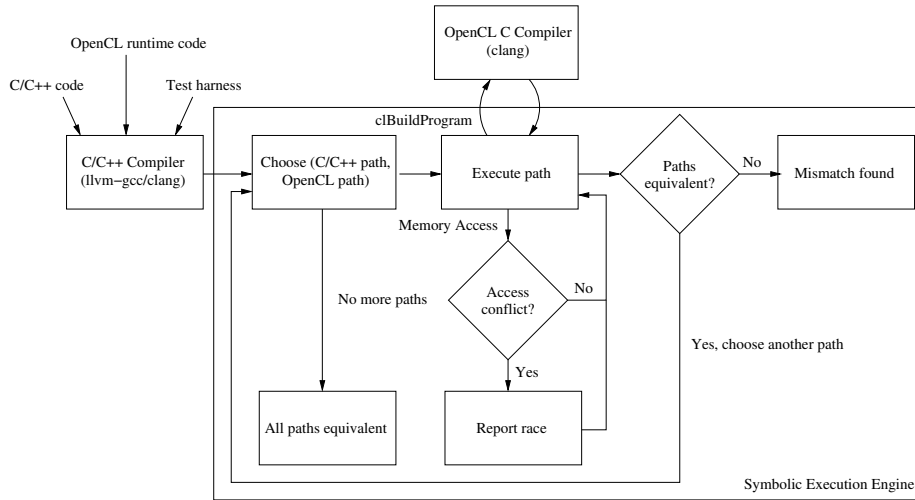 OpenCL runtime code
OpenCL C Compiler
(clang)
C/C++ code
Test harness
clBuildProgram
C/C++ Compiler
(llvm-gcc/clang)
Choose (C/C++ path,
OpenCL path)
Execute path
Paths
equivalent?
No
Mismatch found
Memory Access
No more paths
Access
conflict?
No
Yes, choose another path
Yes
All paths equivalent
Report race
Symbolic Execution Engine